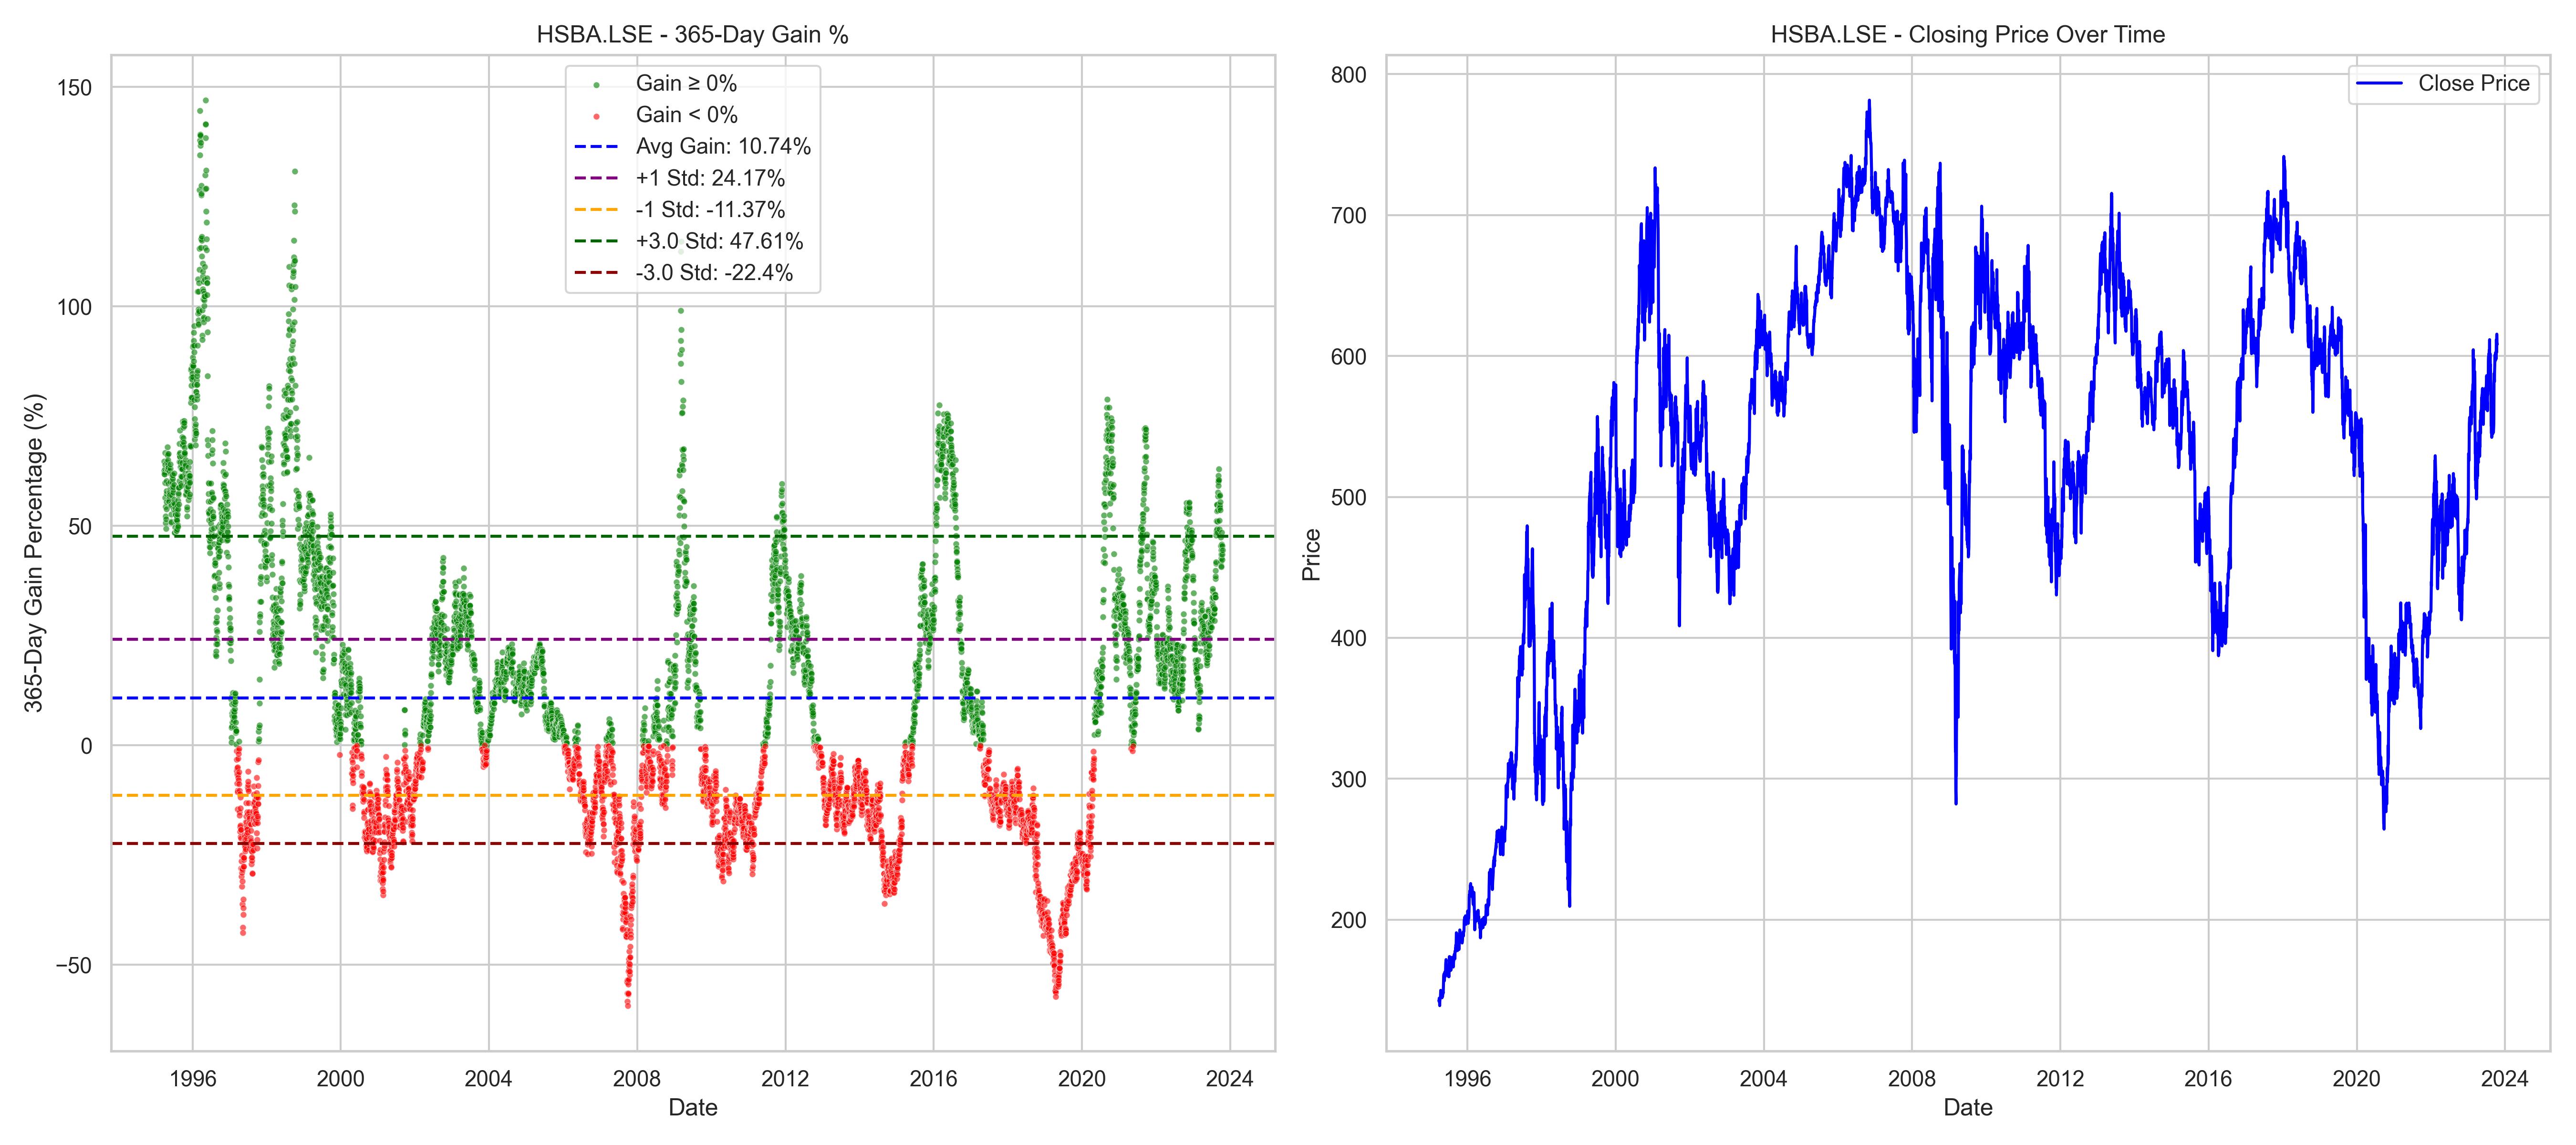 HSBA.LSE - 365-Day Gain %
Gain ≥ 0%
Gain < 0%
Avg Gain: 10.74%
+1 Std: 24.17%
-1 Std: -11.37%
+3.0 Std: 47.61%
-3.0 Std: -22.4%
365-Day Gain Percentage (%)
150
100
50
0
−50
1996
2000
2004
2008
2012
2016
2020
2024
Date
HSBA.LSE - Closing Price Over Time
Close Price
Price
800
700
600
500
400
300
200
1996
2000
2004
2008
2012
2016
2020
2024
Date